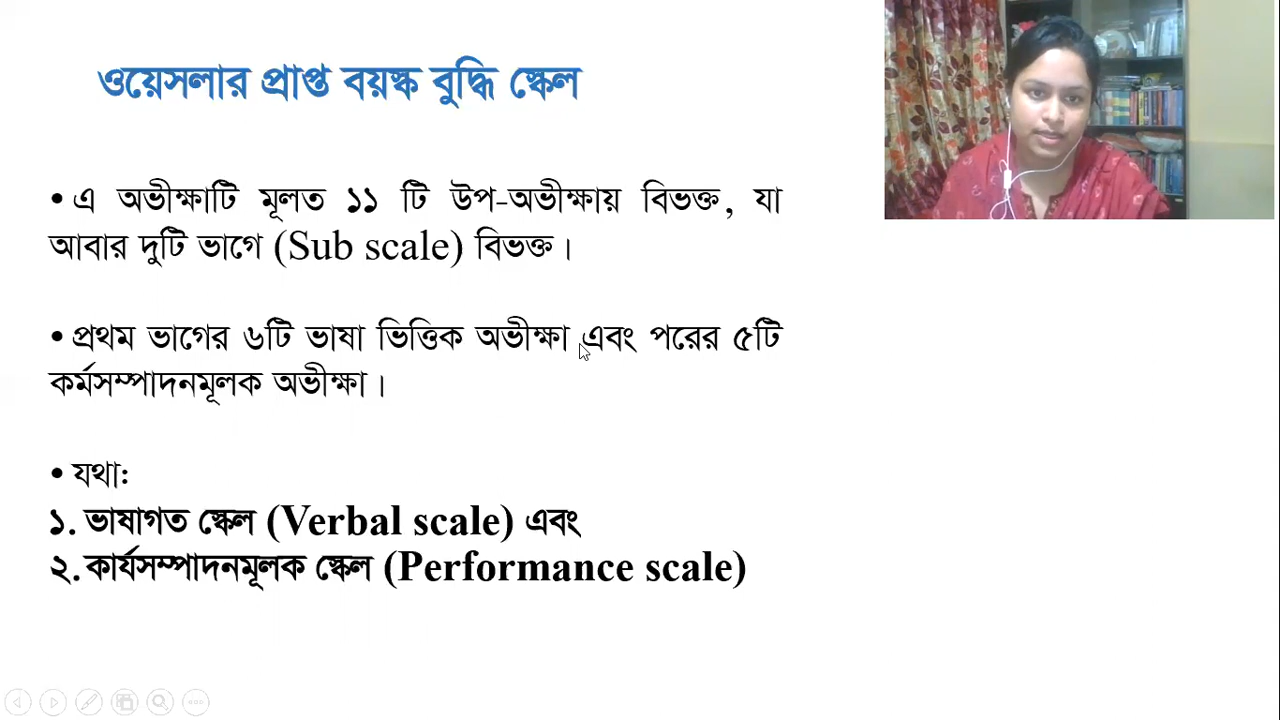 ওয়েসলার প্রাপ্ত বয়স্ক বুদ্ধি স্কেল
• এ অভীক্ষাটি মূলত ১১ টি উপ-অভীক্ষায় বিভক্ত, যা
আবার দুটি ভাগে (Sub scale) বিভক্ত।
• প্রথম ভাগের ৬টি ভাষা ভিত্তিক অভীক্ষা এবং পরের ৫টি
কর্মসম্পাদনমূলক অভীক্ষা।
• যথা:
১. ভাষাগত স্কেল (Verbal scale) এবং
২. কার্যসম্পাদনমূলক স্কেল (Performance scale)